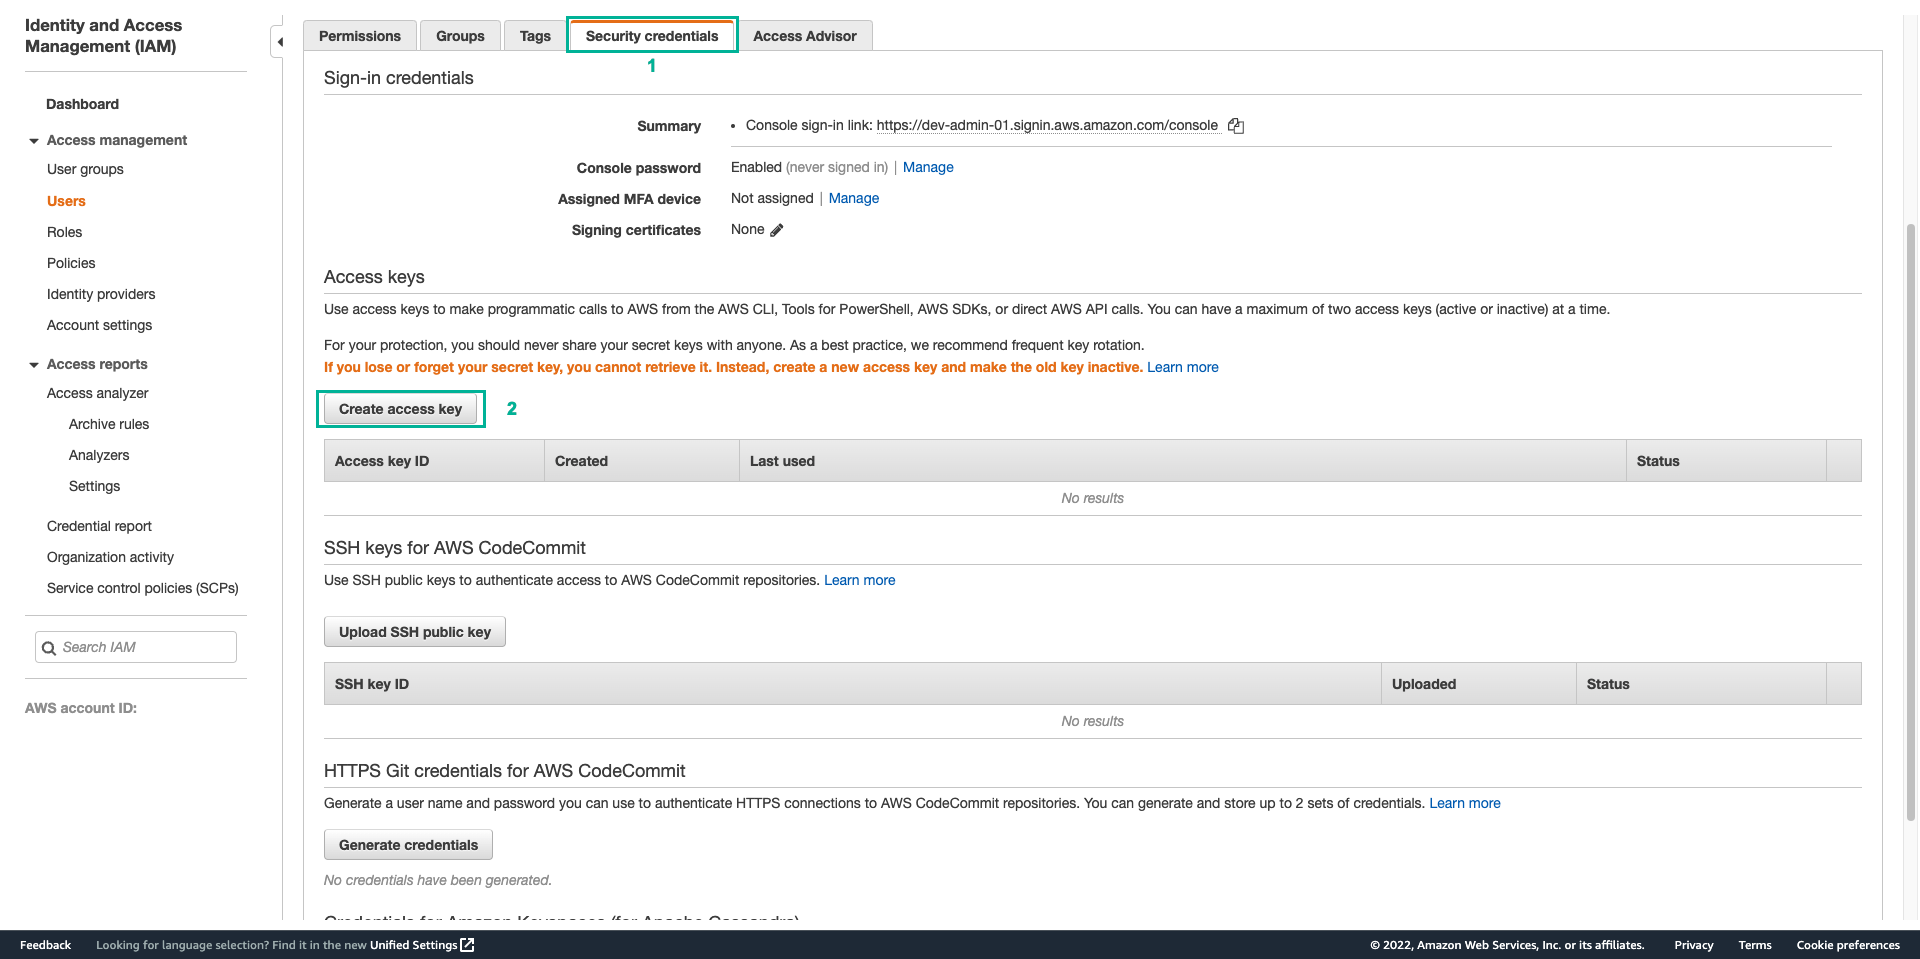 Identity and Access
Management (IAM)
Dashboard
Access management
User groups
Users
Roles
Policies
Identity providers
Account settings
Access reports
Access analyzer
Archive rules
Analyzers
Settings
Credential report
Organization activity
Service control policies (SCPs)
Search IAM
AWS account ID:
Permissions Groups Tags Security credentials Access Advisor
1
Sign-in credentials
Summary • Console sign-in link: https://dev-admin-01.signin.aws.amazon.com/console
Console password Enabled (never signed in) | Manage
Assigned MFA device Not assigned | Manage
Signing certificates None
Access keys
Use access keys to make programmatic calls to AWS from the AWS CLI, Tools for PowerShell, AWS SDKs, or direct AWS API calls. You can have a maximum of two access keys (active or inactive) at a time.
For your protection, you should never share your secret keys with anyone. As a best practice, we recommend frequent key rotation.
If you lose or forget your secret key, you cannot retrieve it. Instead, create a new access key and make the old key inactive. Learn more
Create access key 2
Access key ID Created Last used Status
No results
SSH keys for AWS CodeCommit
Use SSH public keys to authenticate access to AWS CodeCommit repositories. Learn more
Upload SSH public key
SSH key ID Uploaded Status
No results
HTTPS Git credentials for AWS CodeCommit
Generate a user name and password you can use to authenticate HTTPS connections to AWS CodeCommit repositories. You can generate and store up to 2 sets of credentials. Learn more
Generate credentials
No credentials have been generated.
Credentials for Amazon Keyspaces (for Apache Cassandra)
Feedback Looking for language selection? Find it in the new Unified Settings © 2022, Amazon Web Services, Inc. or its affiliates. Privacy Terms Cookie preferences